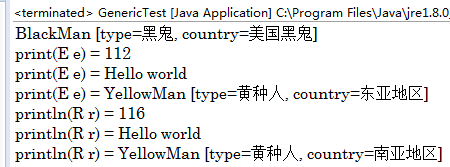 <terminated> GenericTest [Java Application] C:\Program Files\Java\jre1.8.0_
BlackMan [type=黑鬼, country=美国黑鬼]
print(E e) = 112
print(E e) = Hello world
print(E e) = YellowMan [type=黄种人, country=东亚地区]
println(R r) = 116
println(R r) = Hello world
println(R r) = YellowMan [type=黄种人, country=南亚地区]